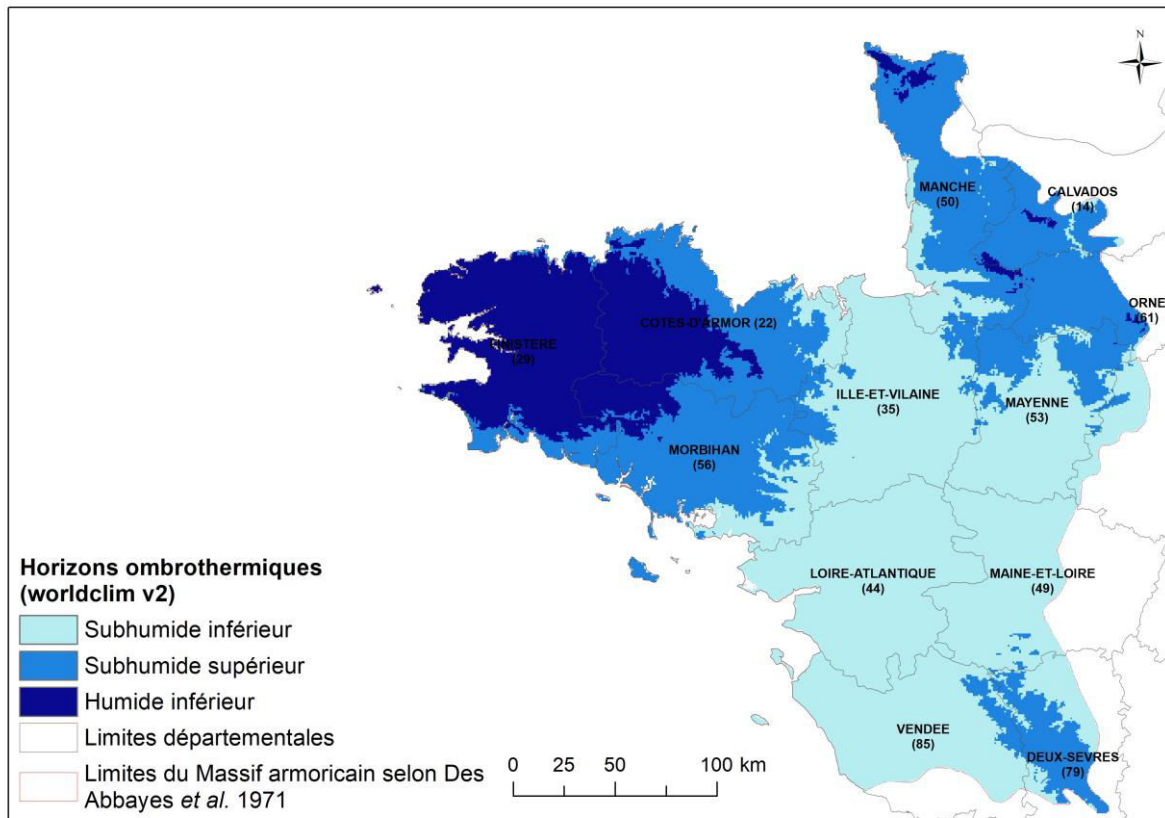 N
MANCHE
(50)
CALVADOS
(14)
ORNE
(61)
COTES-D'ARMOR (22)
FINISTERE
(29)
ILLE-ET-VILAINE
(35)
MAYENNE
(53)
MORBIHAN
(56)
LOIRE-ATLANTIQUE
(44)
MAINE-ET-LOIRE
(49)
VENDEE
(85)
DEUX-SEVRES
(79)
Horizons ombrothermiques
(worldclim v2)
Subhumide inférieur
Subhumide supérieur
Humide inférieur
Limites départementales
Limites du Massif armoricain selon Des
Abbayes et al. 1971
0 25 50 100 km